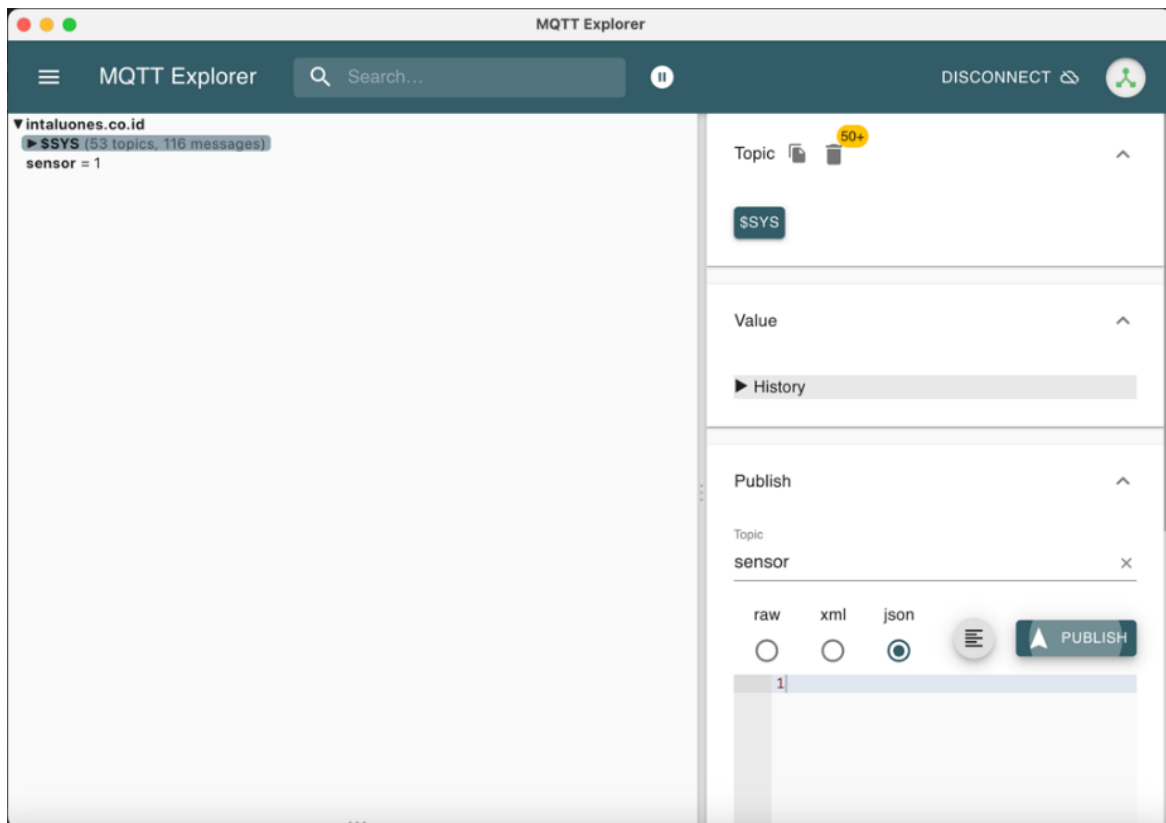 MQTT Explorer
MQTT Explorer
Search...
DISCONNECT
▼intaluones.co.id
▶ $SYS (53 topics, 116 messages)
sensor = 1
Topic
50+
$SYS
Value
▶ History
Publish
Topic
sensor
raw xml json
PUBLISH
1